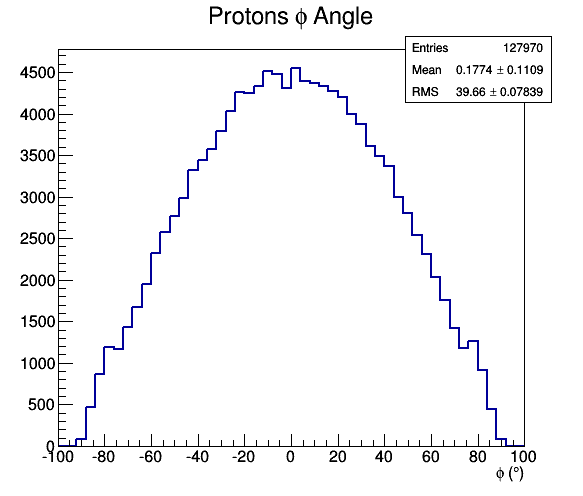 Protons ϕ Angle
Entries 127970
Mean 0.1774 ± 0.1109
RMS 39.66 ± 0.07839
4500
4000
3500
3000
2500
2000
1500
1000
500
0
-100 -80 -60 -40 -20 0 20 40 60 80 100
ϕ (°)